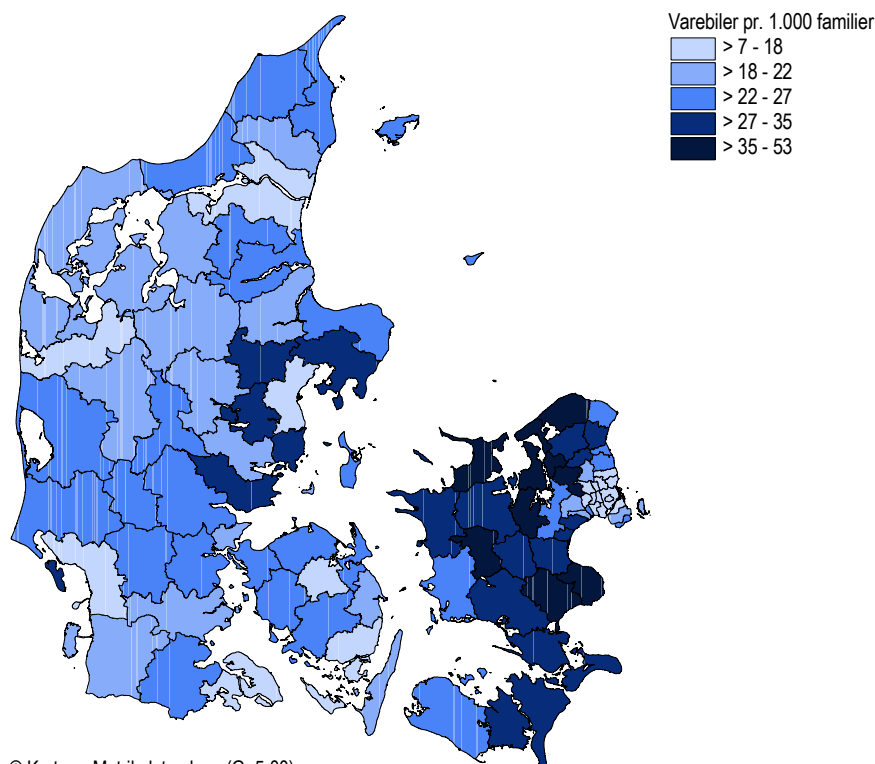 Varebiler pr. 1.000 familier
> 7 - 18
> 18 - 22
> 22 - 27
> 27 - 35
> 35 - 53